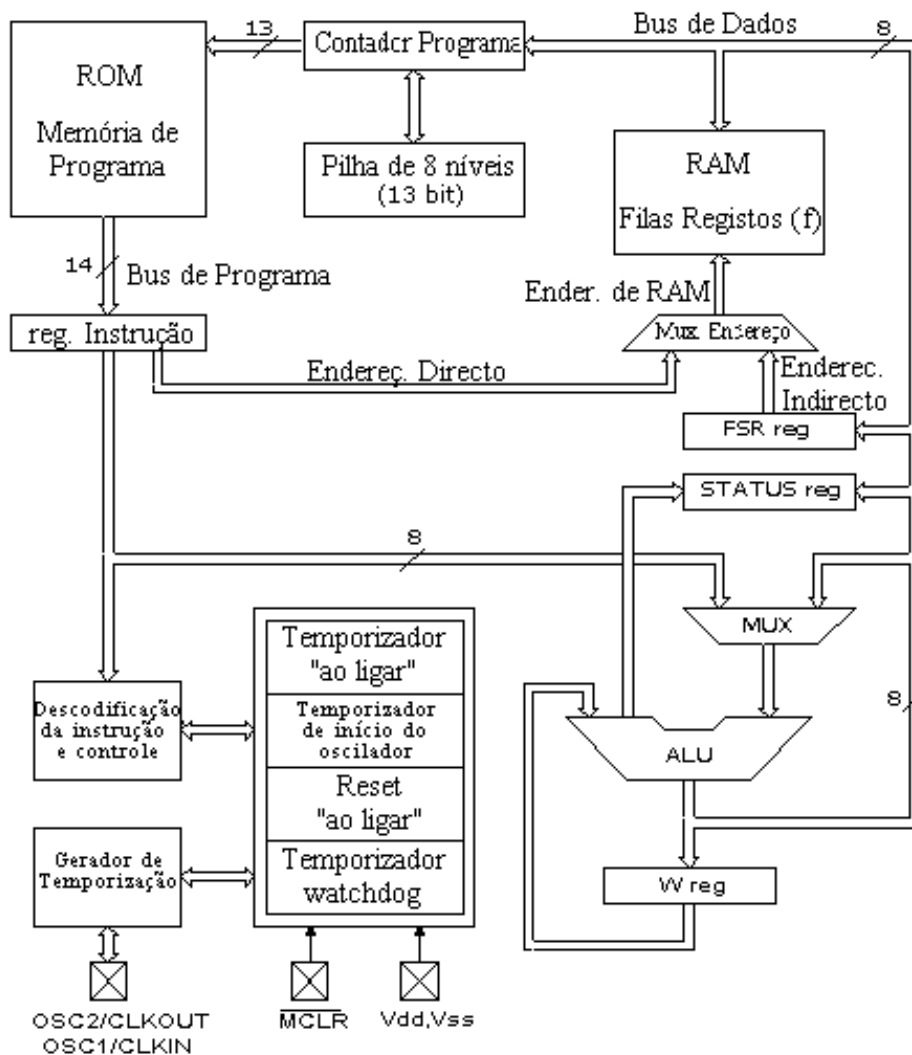 13
Contador Programa
Bus de Dados
8
ROM
Memória de
Programa
Pilha de 8 níveis
(13 bit)
RAM
Filas Registos (f)
14
Bus de Programa
Ender. de RAM
reg. Instrução
Mux. Endereço
Endereç. Directo
Enderec.
Indirecto
FSR reg
STATUS reg
8
MUX
Temporizador
"ao ligar"
Descodificação
da instrução
e controle
Temporizador
de início do
oscilador
8
ALU
Reset
"ao ligar"
Gerador de
Temporização
Temporizador
watchdog
W reg
OSC2/CLKOUT
OSC1/CLKIN
MCLR
Vdd,Vss